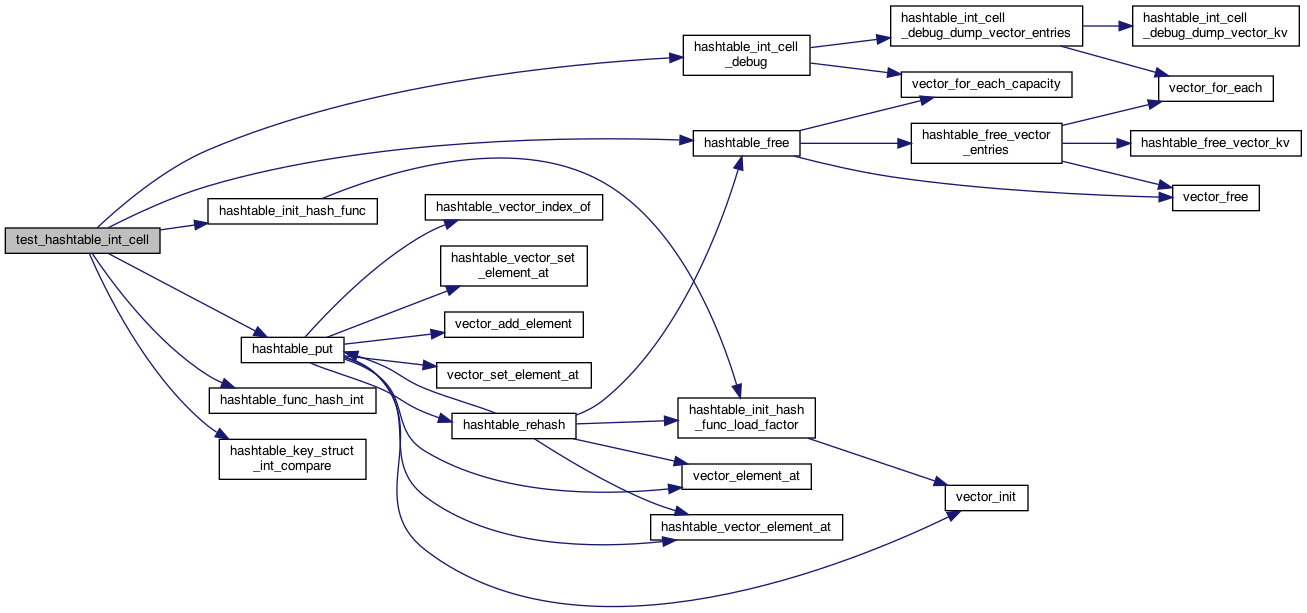 test_hashtable_int_cell
hashtable_int_cell
_debug
hashtable_int_cell
_debug_dump_vector_entries
hashtable_int_cell
_debug_dump_vector_kv
vector_for_each_capacity
vector_for_each
hashtable_free
hashtable_free_vector
_entries
hashtable_free_vector_kv
vector_free
hashtable_init_hash_func
hashtable_vector_index_of
hashtable_vector_set
_element_at
vector_add_element
hashtable_put
vector_set_element_at
hashtable_func_hash_int
hashtable_rehash
hashtable_init_hash
_func_load_factor
hashtable_key_struct
_int_compare
vector_element_at
vector_init
hashtable_vector_element_at